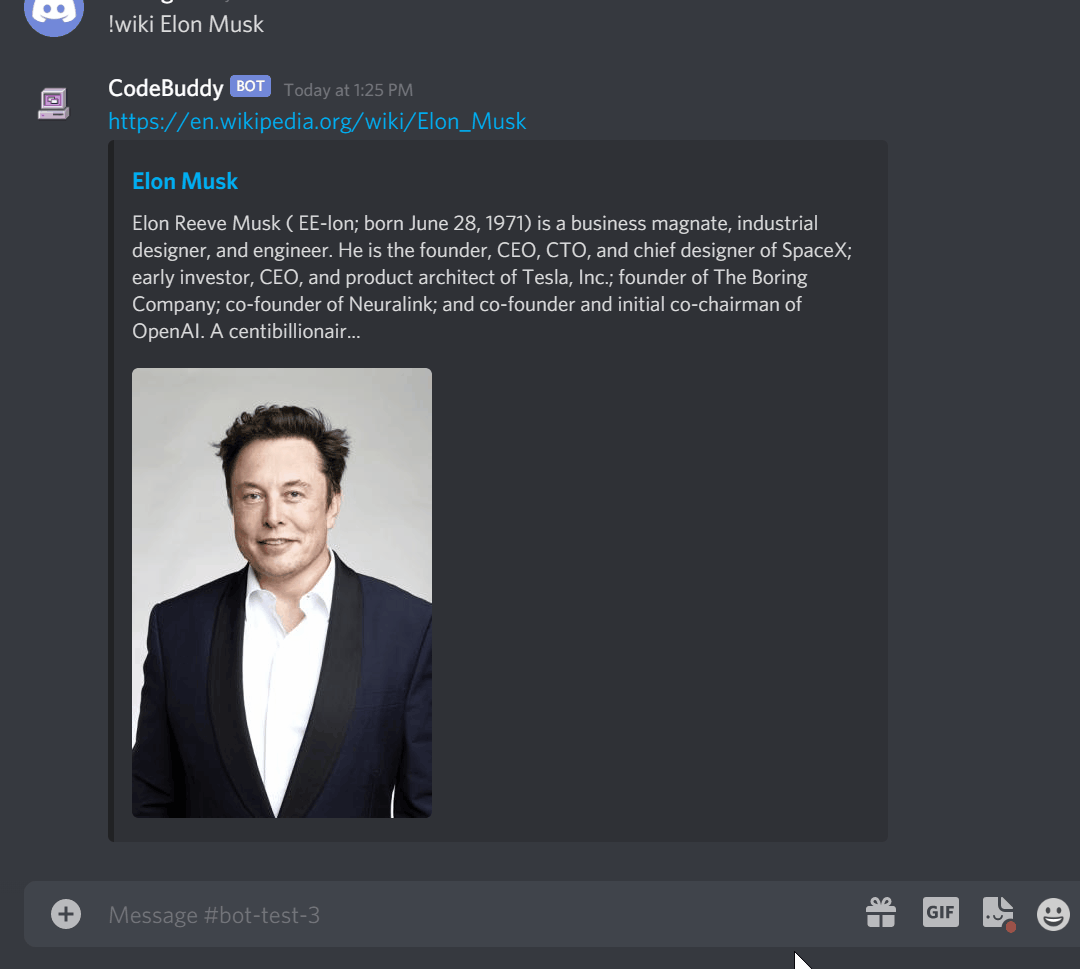 !wiki Elon Musk
CodeBuddy BOT Today at 1:25 PM
https://en.wikipedia.org/wiki/Elon_Musk
Elon Musk
Elon Reeve Musk ( EE-lon; born June 28, 1971) is a business magnate, industrial
designer, and engineer. He is the founder, CEO, CTO, and chief designer of SpaceX;
early investor, CEO, and product architect of Tesla, Inc.; founder of The Boring
Company; co-founder of Neuralink; and co-founder and initial co-chairman of
OpenAI. A centibillionair...
Message #bot-test-3
GIF